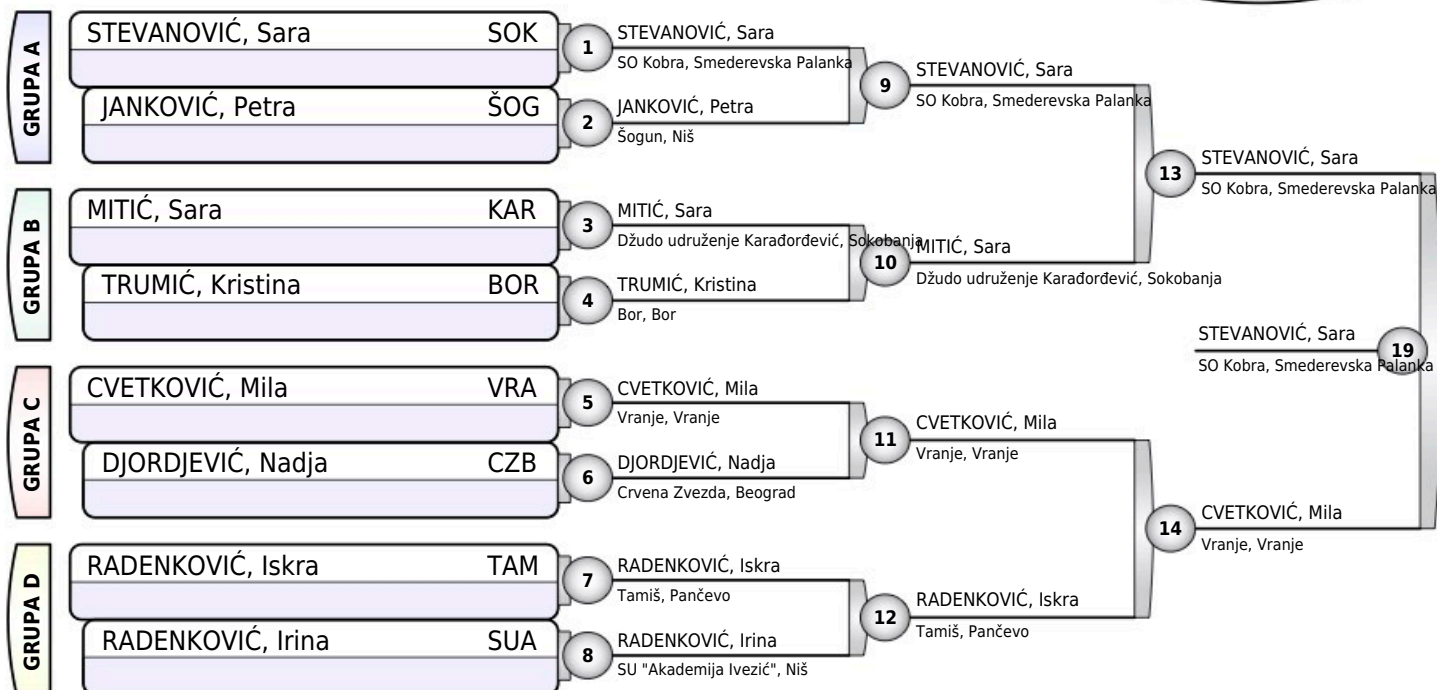 GRUPA A
STEVANOVIĆ, Sara SOK
JANKOVIĆ, Petra ŠOG
1
STEVANOVIĆ, Sara
SO Kobra, Smederevska Palanka
2
JANKOVIĆ, Petra
Šogun, Niš
9
STEVANOVIĆ, Sara
SO Kobra, Smederevska Palanka
GRUPA B
MITIĆ, Sara KAR
TRUMIĆ, Kristina BOR
3
MITIĆ, Sara
Džudo udruženje Karađorđević, Sokobanja
4
TRUMIĆ, Kristina
Bor, Bor
10
MITIĆ, Sara
Džudo udruženje Karađorđević, Sokobanja
13
STEVANOVIĆ, Sara
SO Kobra, Smederevska Palanka
STEVANOVIĆ, Sara
SO Kobra, Smederevska Palanka
19
GRUPA C
CVETKOVIĆ, Mila VRA
DJORDJEVIĆ, Nadja CZB
5
CVETKOVIĆ, Mila
Vranje, Vranje
6
DJORDJEVIĆ, Nadja
Crvena Zvezda, Beograd
11
CVETKOVIĆ, Mila
Vranje, Vranje
GRUPA D
RADENKOVIĆ, Iskra TAM
RADENKOVIĆ, Irina SUA
7
RADENKOVIĆ, Iskra
Tamiš, Pančevo
8
RADENKOVIĆ, Irina
SU "Akademija Ivezić", Niš
12
RADENKOVIĆ, Iskra
Tamiš, Pančevo
14
CVETKOVIĆ, Mila
Vranje, Vranje